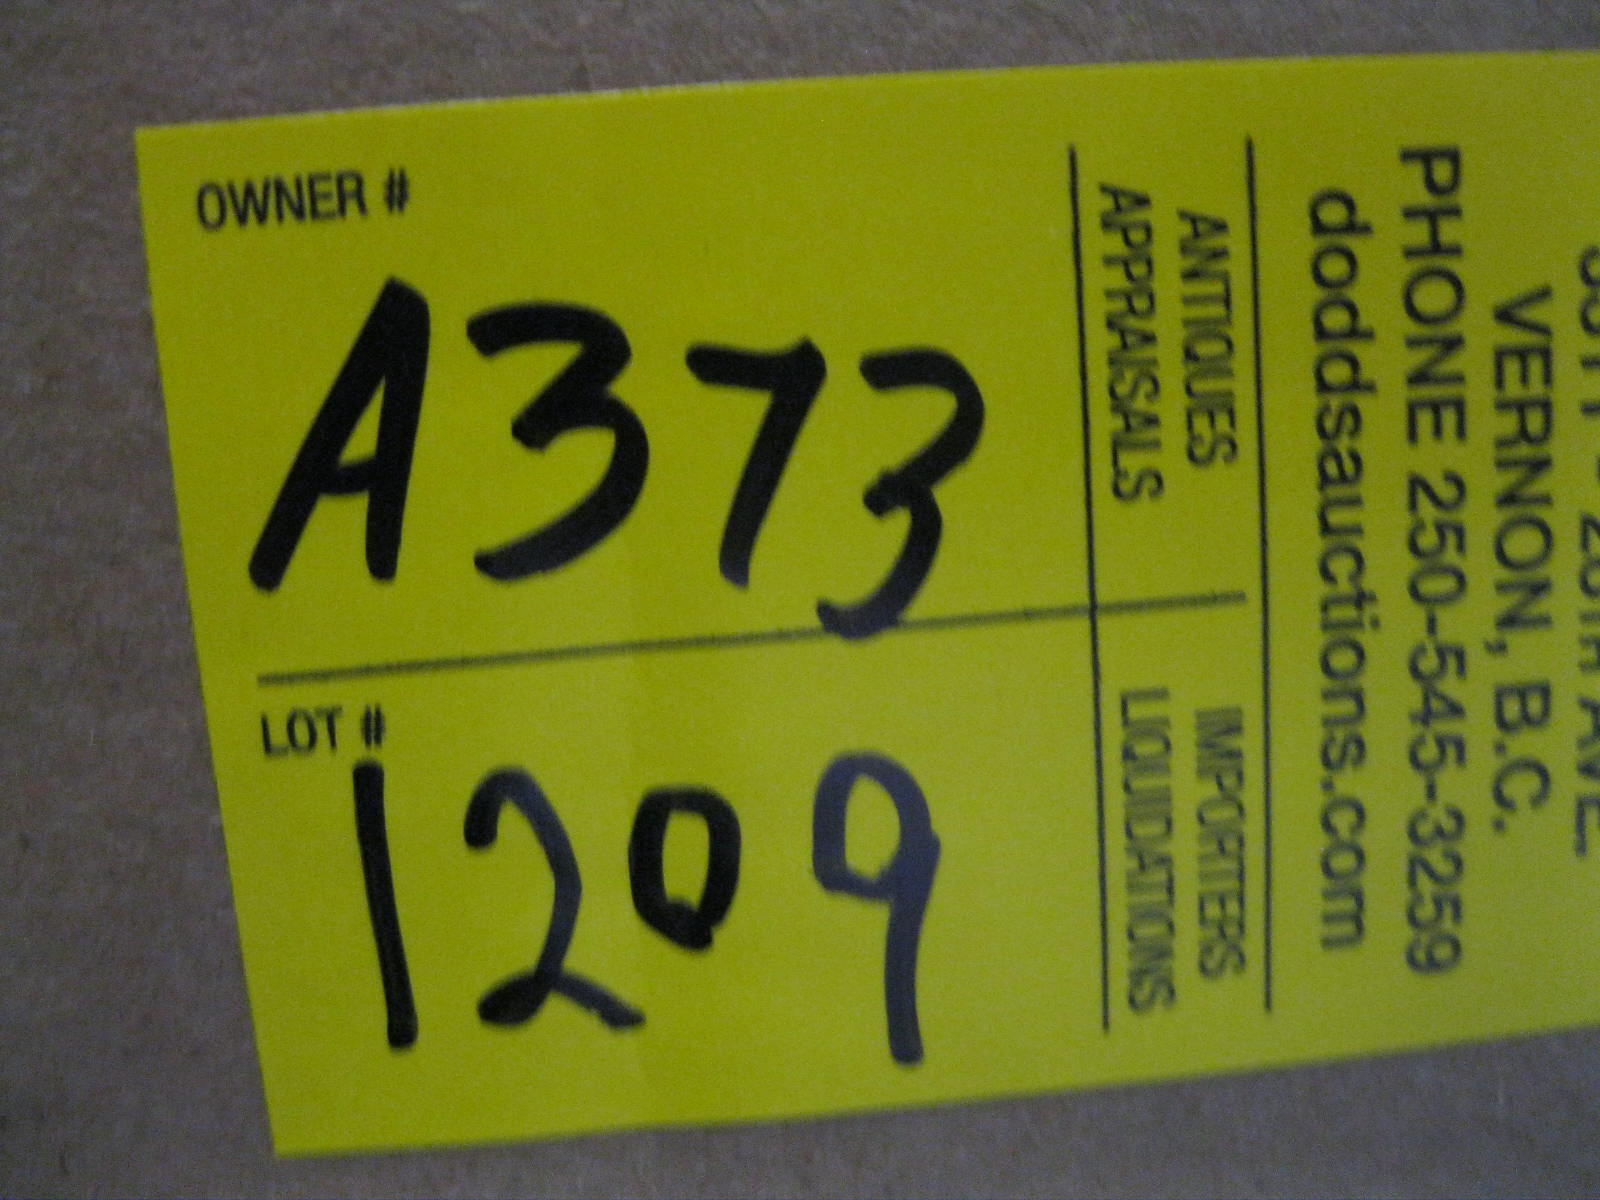 OWNER #
A373
LOT #
1209
VERNON, B.C.
PHONE 250-545-3259
doddsauctions.com
ANTIQUES IMPORTERS
APPRAISALS LIQUIDATIONS